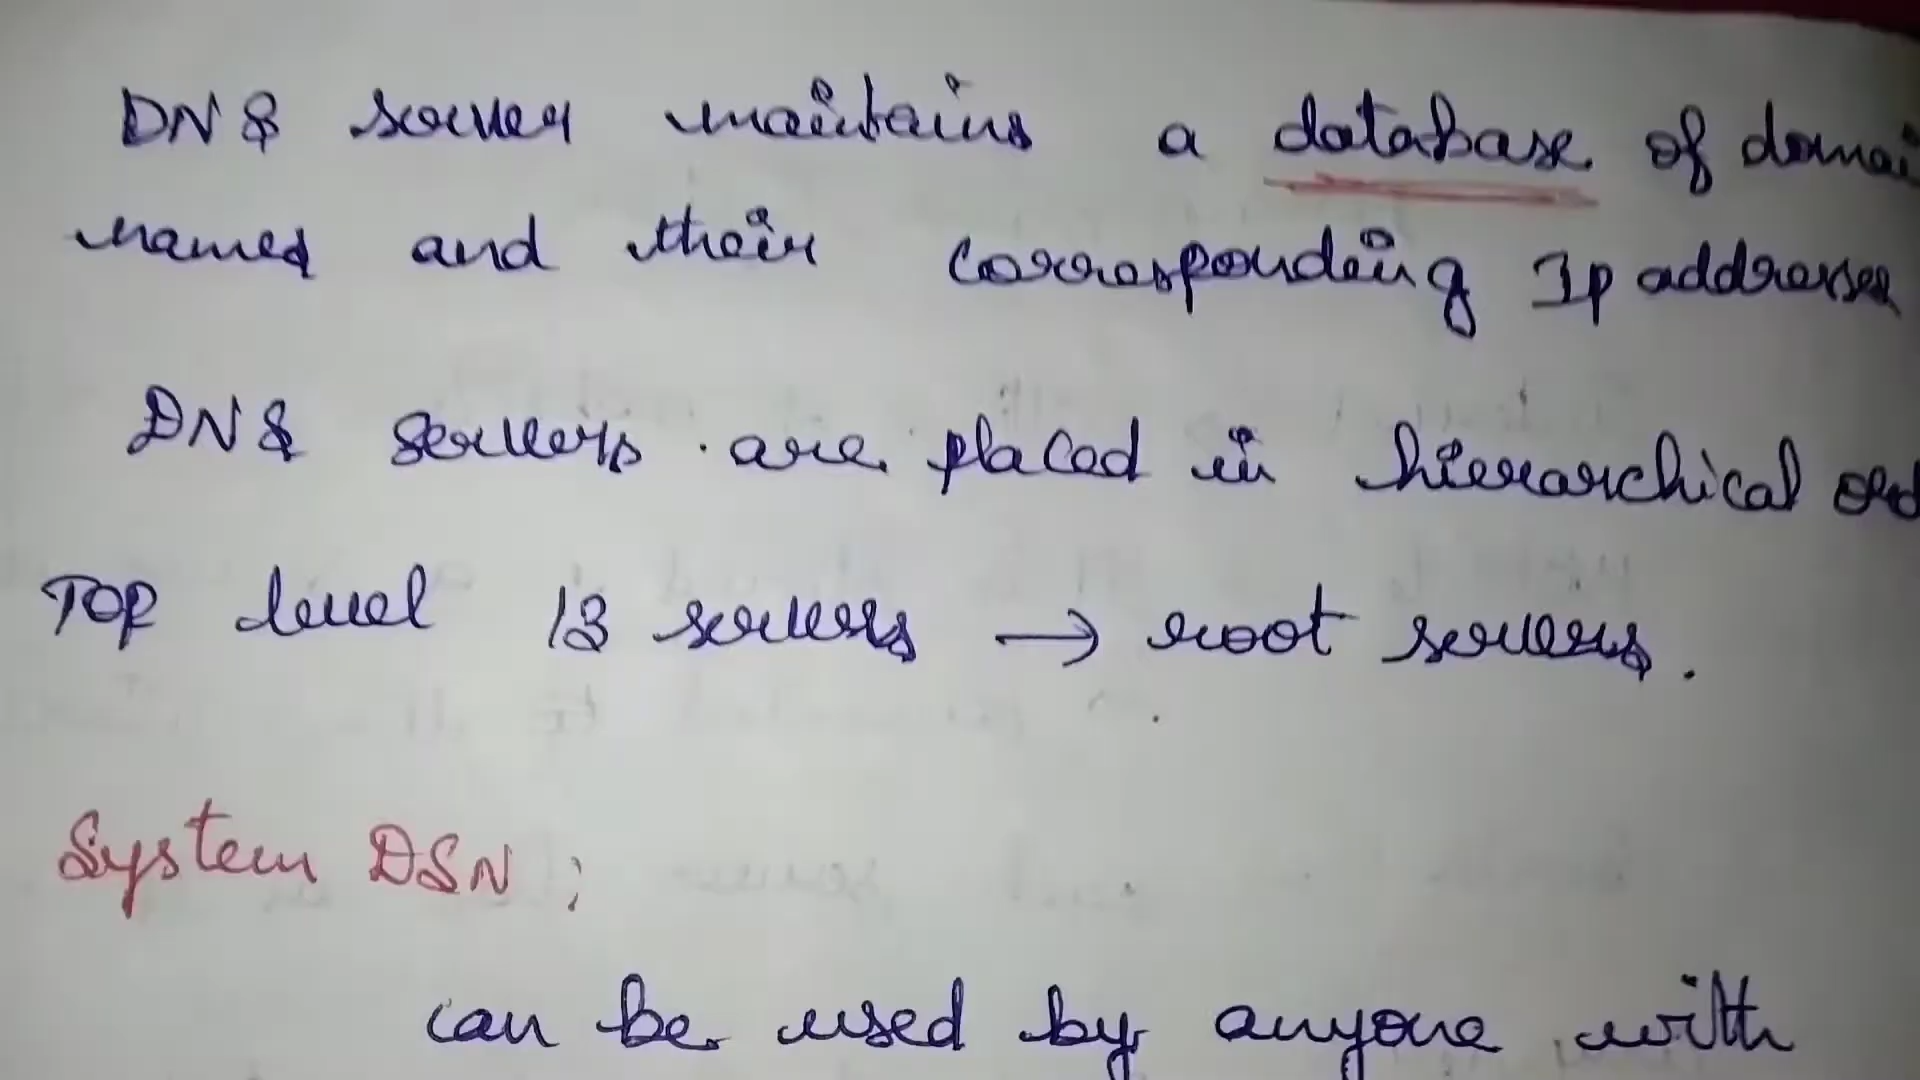 DNS server maintains a database of domai
names and their corresponding Ip addresses
DNS servers are placed in hierarchical ord
TOP level 13 servers → root servers.
System DSN :
can be used by anyone with